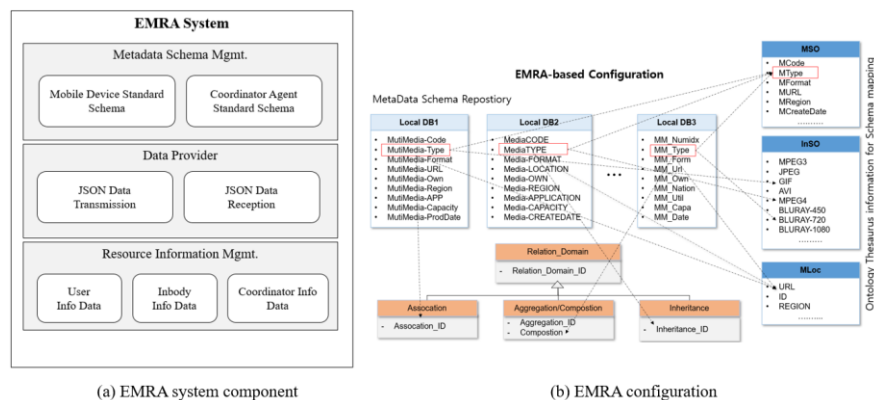 EMRA System
Metadata Schema Mgmt.
Mobile Device Standard
Schema
Coordinator Agent
Standard Schema
Data Provider
JSON Data
Transmission
JSON Data
Reception
Resource Information Mgmt.
User
Info Data
Inbody
Info Data
Coordinator Info
Data
(a) EMRA system component
EMRA-based Configuration
MetaData Schema Repostiory
Local DB1
MutiMedia-Code
MutiMedia-Type
MutiMedia-Format
MutiMedia-URL
MutiMedia-Own
MutiMedia-Region
MutiMedia-APP
MutiMedia-Capacity
MutiMedia-ProdDate
Local DB2
MediaCODE
MediaTYPE
Media-FORMAT
Media-LOCATION
Media-OWN
Media-REGION
Media-APPLICATION
Media-CAPACITY
Media-CREATEDATE
...
Local DB3
MM_Numidx
MM_Type
MM_Form
MM_Url
MM_Own
MM_Nation
MM_Util
MM_Capa
MM_Date
Relation_Domain
- Relation_Domain_ID
Assocation
- Assocation_ID
Aggregation/Compostion
- Aggregation_ID
- Compostion
Inheritance
- Inheritance_ID
MSO
MCode
MType
MFormat
MURL
MRegion
MCreateDate
..........
InSO
MPEG3
JPEG
GIF
AVI
MPEG4
BLURAY-450
BLURAY-720
BLURAY-1080
..........
MLoc
URL
ID
REGION
..........
Ontology Thesaurus information for Schema mapping
(b) EMRA configuration